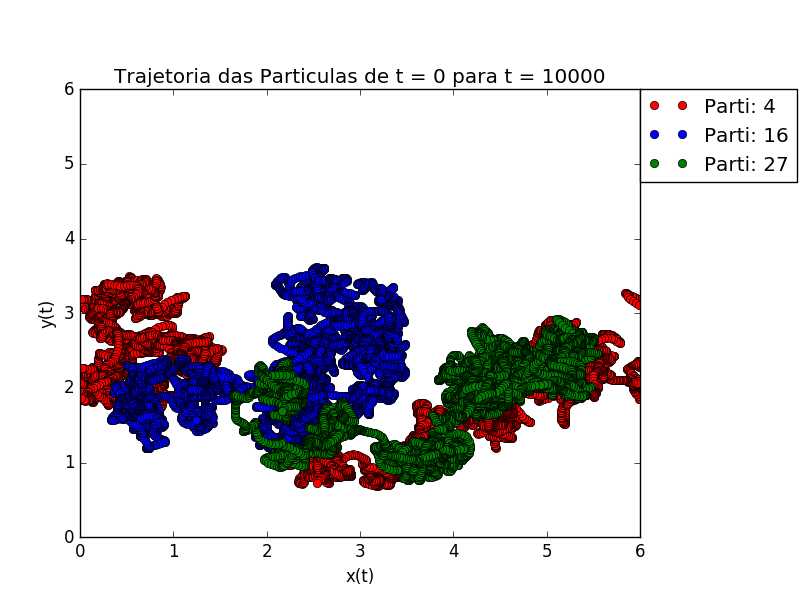 Trajetoria das Particulas de t = 0 para t = 10000
Parti: 4
Parti: 16
Parti: 27
6
5
4
3
2
1
0
y(t)
0 1 2 3 4 5 6
x(t)